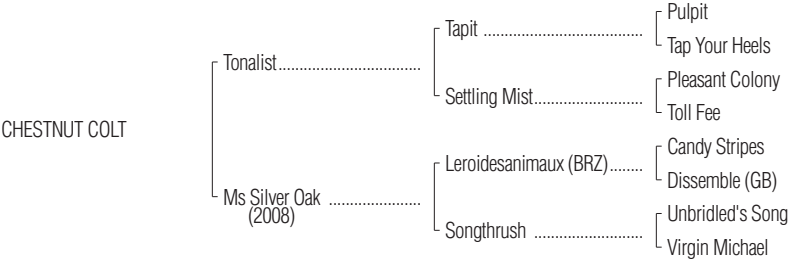 Pulpit
Tapit ......................................
Tap Your Heels
Tonalist..................................
Pleasant Colony
Settling Mist..........................
Toll Fee
CHESTNUT COLT
Candy Stripes
Leroidesanimaux (BRZ)........
Dissemble (GB)
Ms Silver Oak ......................
(2008)
Unbridled's Song
Songthrush ..........................
Virgin Michael